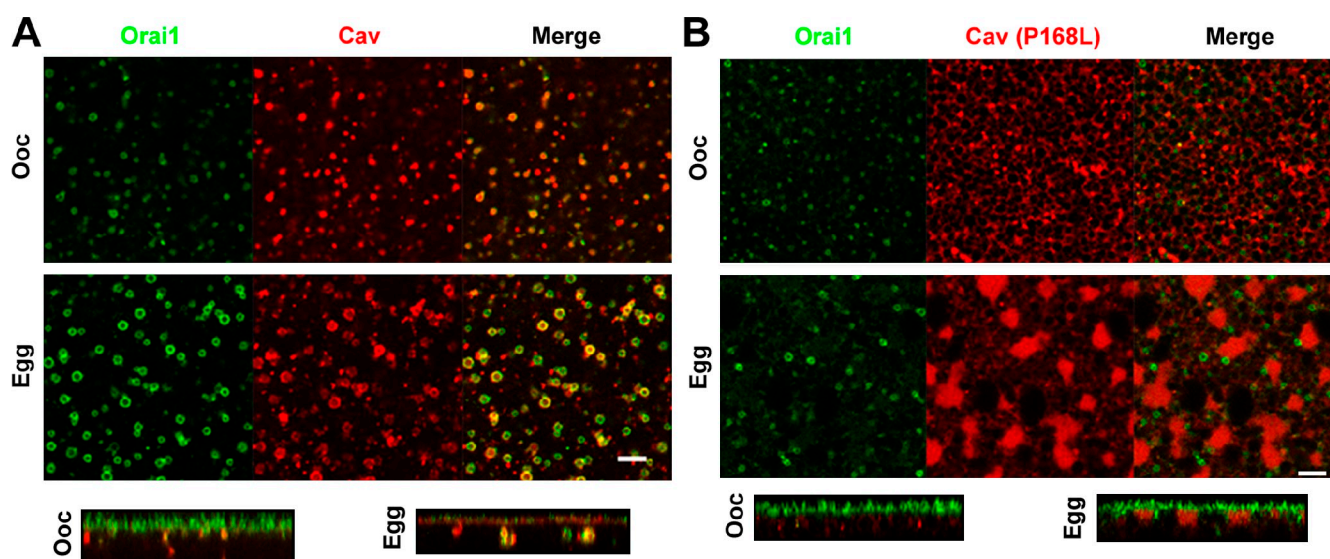 A
Orai1 Cav Merge
Ooc
Egg
Ooc
Egg
B
Orai1 Cav (P168L) Merge
Ooc
Egg
Ooc
Egg